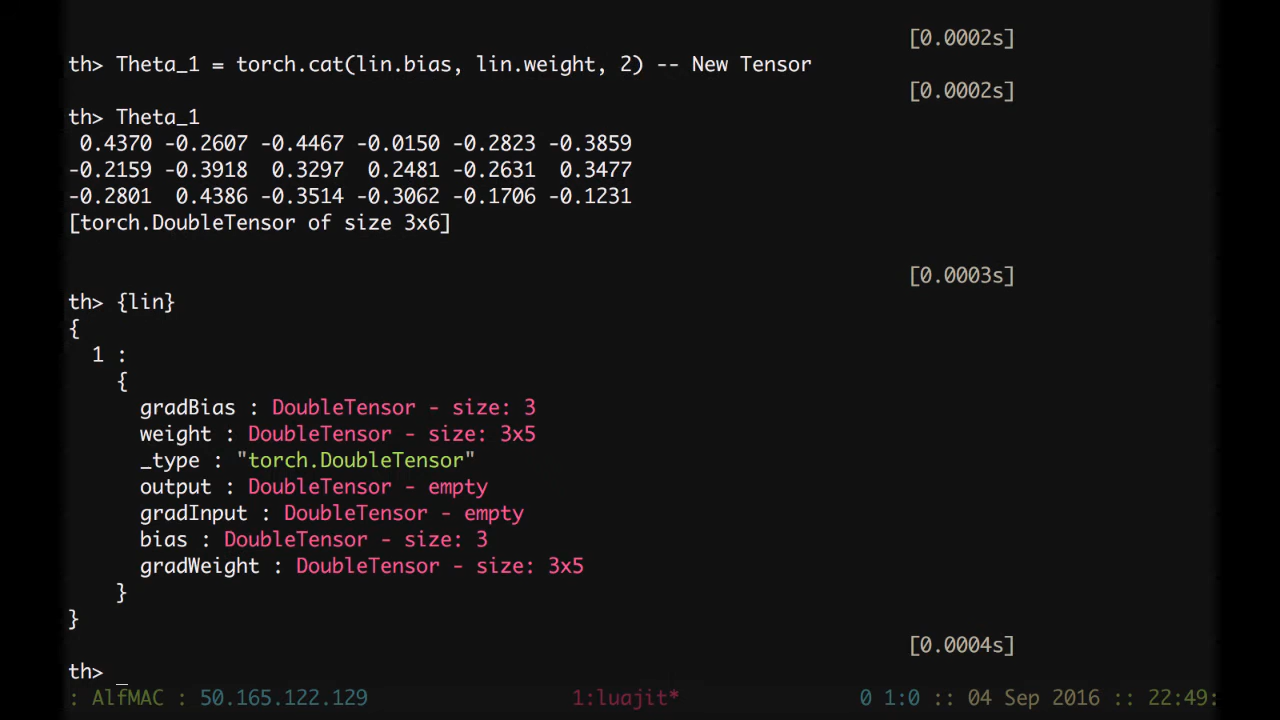 [0.0002s]
th> Theta_1 = torch.cat(lin.bias, lin.weight, 2) -- New Tensor
[0.0002s]
th> Theta_1
0.4370 -0.2607 -0.4467 -0.0150 -0.2823 -0.3859
-0.2159 -0.3918 0.3297 0.2481 -0.2631 0.3477
-0.2801 0.4386 -0.3514 -0.3062 -0.1706 -0.1231
[torch.DoubleTensor of size 3x6]
[0.0003s]
th> {lin}
{
1 :
{
gradBias : DoubleTensor - size: 3
weight : DoubleTensor - size: 3x5
_type : "torch.DoubleTensor"
output : DoubleTensor - empty
gradInput : DoubleTensor - empty
bias : DoubleTensor - size: 3
gradWeight : DoubleTensor - size: 3x5
}
}
[0.0004s]
th> _
: AlfMAC : 50.165.122.129 1:luajit* 0 1:0 :: 04 Sep 2016 :: 22:49: